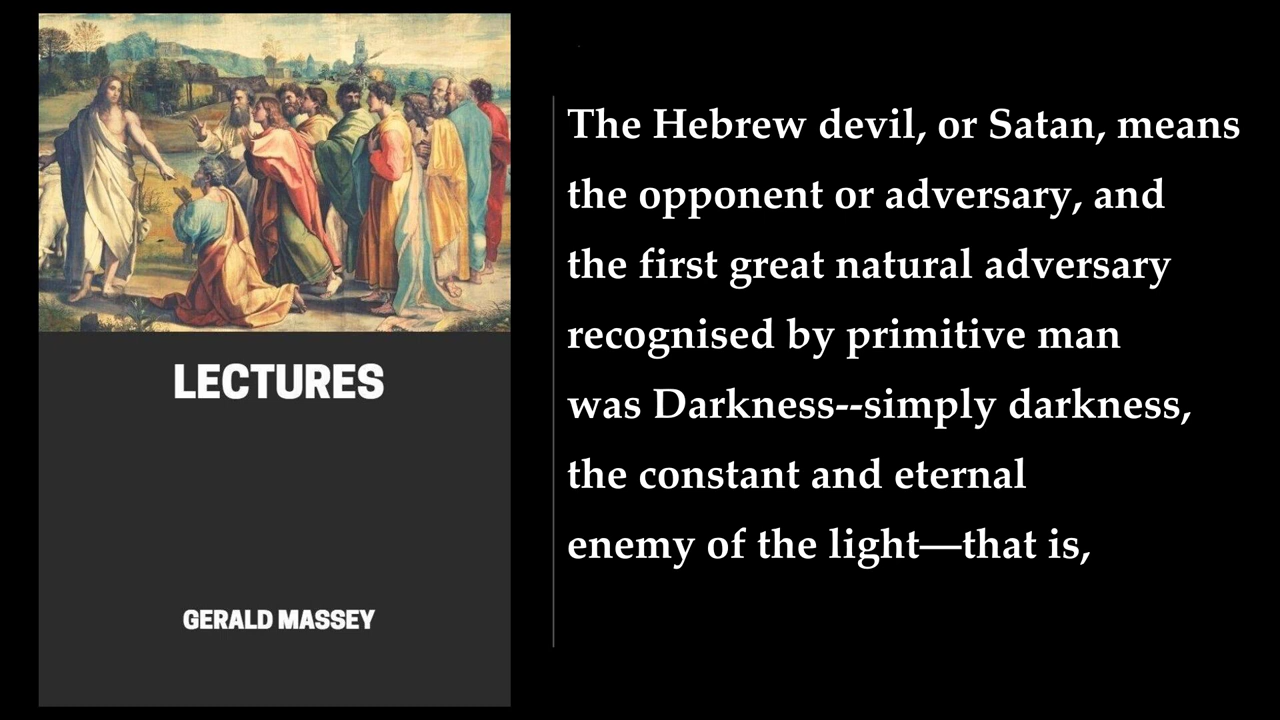 LECTURES
GERALD MASSEY
The Hebrew devil, or Satan, means
the opponent or adversary, and
the first great natural adversary
recognised by primitive man
was Darkness--simply darkness,
the constant and eternal
enemy of the light—that is,